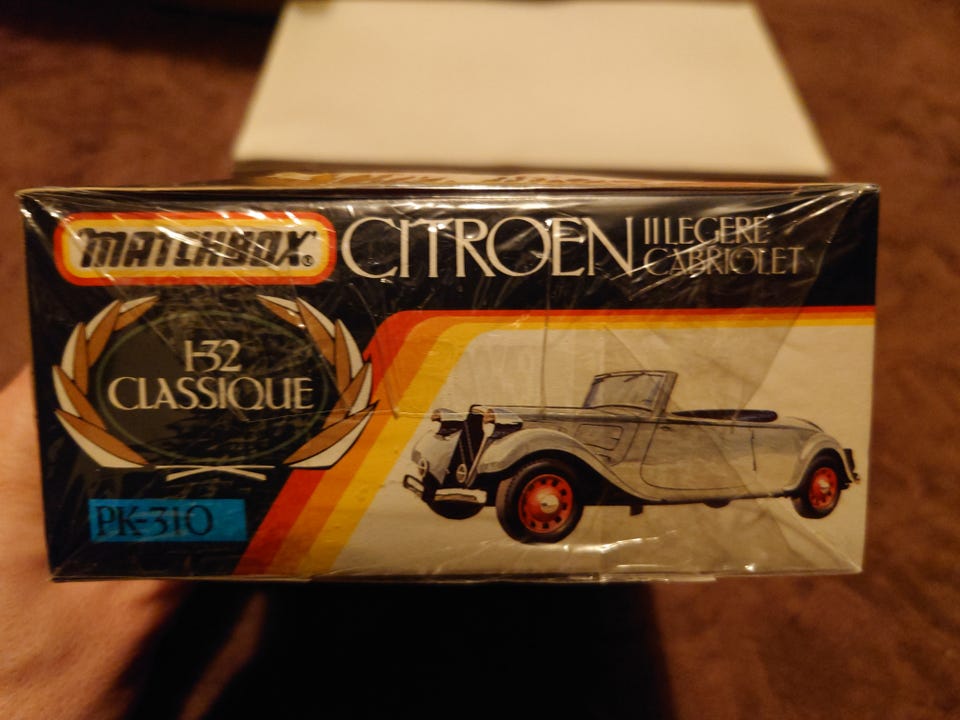 MATCHBOX®
CITROEN 11 LEGERE
CABRIOLET
1-32
CLASSIQUE
PK-310